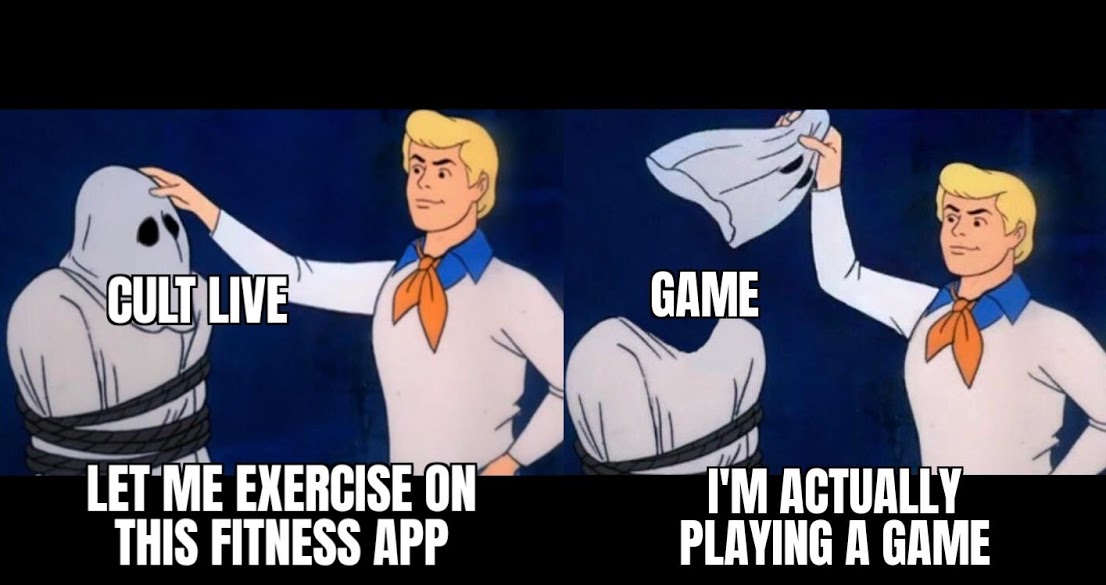 CULT LIVE
LET ME EXERCISE ON
THIS FITNESS APP
GAME
I'M ACTUALLY
PLAYING A GAME